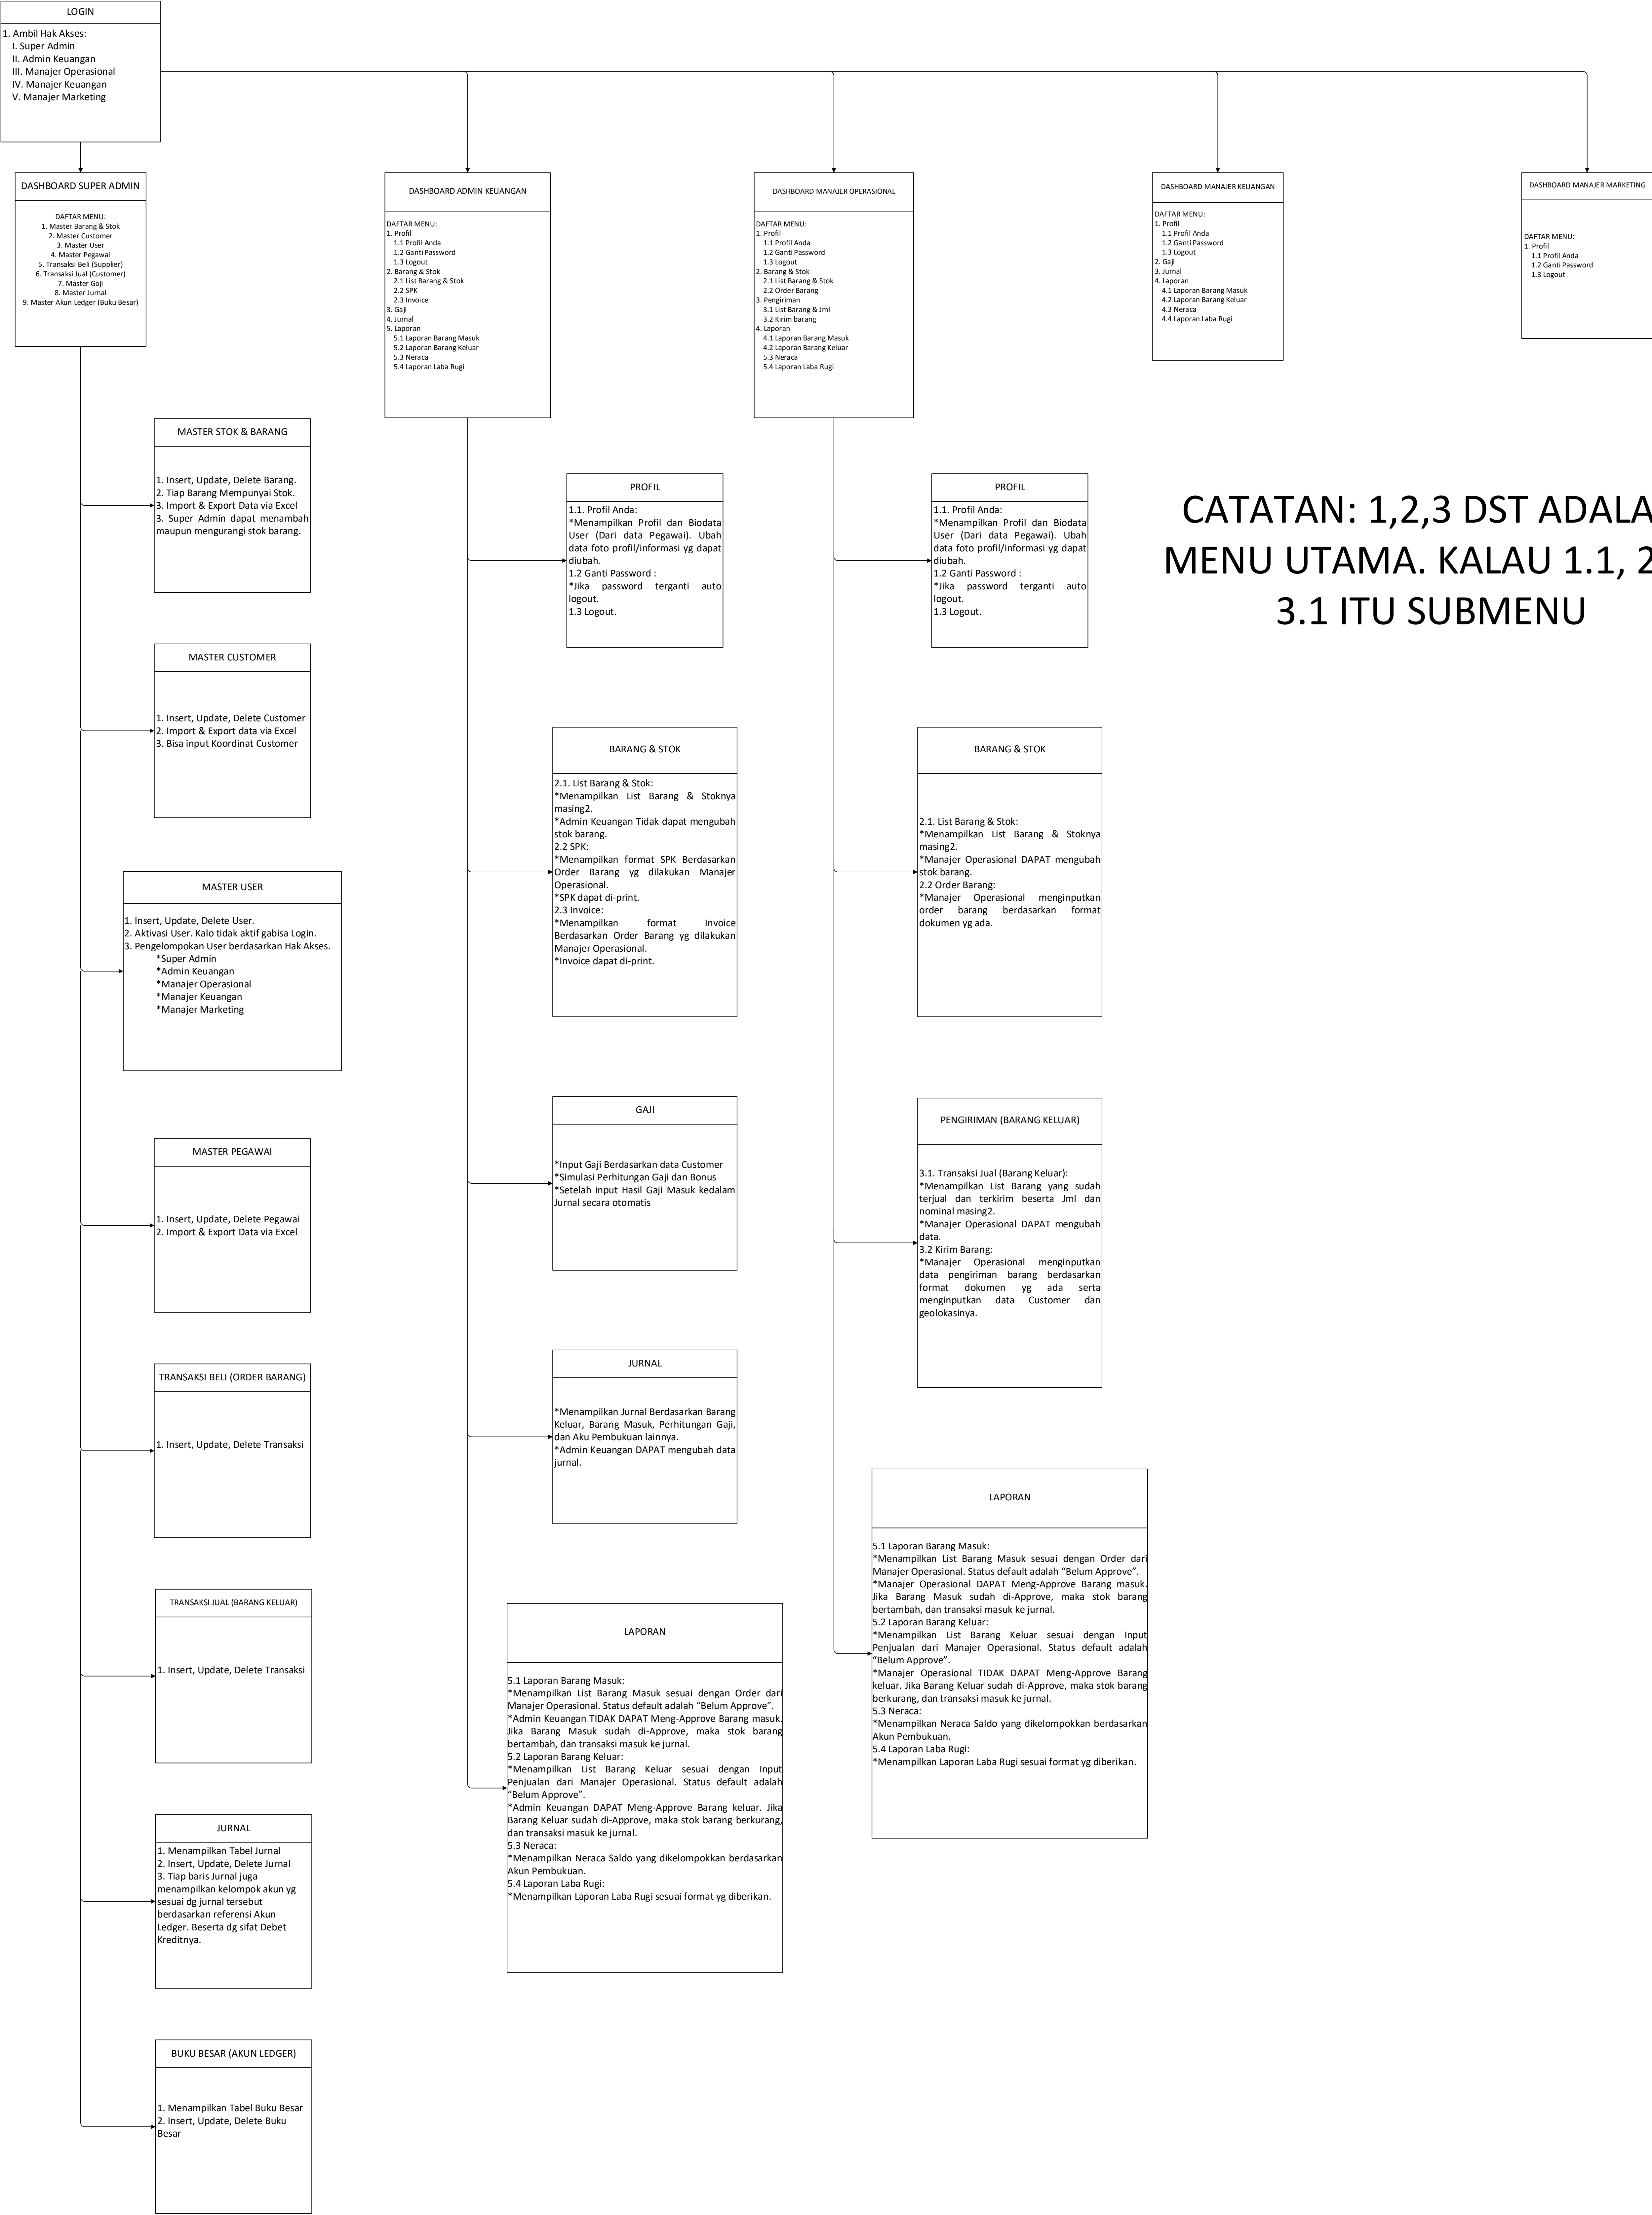 LOGIN
1. Ambil Hak Akses:
I. Super Admin
II. Admin Keuangan
III. Manajer Operasional
IV. Manajer Keuangan
V. Manajer Marketing
DASHBOARD SUPER ADMIN
DAFTAR MENU:
1. Master Barang & Stok
2. Master Customer
3. Master User
4. Master Pegawai
5. Transaksi Beli (Supplier)
6. Transaksi Jual (Customer)
7. Master Gaji
8. Master Jurnal
9. Master Akun Ledger (Buku Besar)
DASHBOARD ADMIN KEUANGAN
DAFTAR MENU:
1. Profil
1.1 Profil Anda
1.2 Ganti Password
1.3 Logout
2. Barang & Stok
2.1 List Barang & Stok
2.2 SPK
2.3 Invoice
3. Gaji
4. Jurnal
5. Laporan
5.1 Laporan Barang Masuk
5.2 Laporan Barang Keluar
5.3 Neraca
5.4 Laporan Laba Rugi
DASHBOARD MANAJER OPERASIONAL
DAFTAR MENU:
1. Profil
1.1 Profil Anda
1.2 Ganti Password
1.3 Logout
2. Barang & Stok
2.1 List Barang & Stok
2.2 Order Barang
3. Pengiriman
3.1 List Barang & Jml
3.2 Kirim barang
4. Laporan
4.1 Laporan Barang Masuk
4.2 Laporan Barang Keluar
5.3 Neraca
5.4 Laporan Laba Rugi
DASHBOARD MANAJER KEUANGAN
DAFTAR MENU:
1. Profil
1.1 Profil Anda
1.2 Ganti Password
1.3 Logout
2. Gaji
3. Jurnal
4. Laporan
4.1 Laporan Barang Masuk
4.2 Laporan Barang Keluar
4.3 Neraca
4.4 Laporan Laba Rugi
DASHBOARD MANAJER MARKETING
DAFTAR MENU:
1. Profil
1.1 Profil Anda
1.2 Ganti Password
1.3 Logout
MASTER STOK & BARANG
1. Insert, Update, Delete Barang.
2. Tiap Barang Mempunyai Stok.
3. Import & Export Data via Excel
3. Super Admin dapat menambah
maupun mengurangi stok barang.
MASTER CUSTOMER
1. Insert, Update, Delete Customer
2. Import & Export data via Excel
3. Bisa input Koordinat Customer
MASTER USER
1. Insert, Update, Delete User.
2. Aktivasi User. Kalo tidak aktif gabisa Login.
3. Pengelompokan User berdasarkan Hak Akses.
*Super Admin
*Admin Keuangan
*Manajer Operasional
*Manajer Keuangan
*Manajer Marketing
MASTER PEGAWAI
1. Insert, Update, Delete Pegawai
2. Import & Export Data via Excel
TRANSAKSI BELI (ORDER BARANG)
1. Insert, Update, Delete Transaksi
TRANSAKSI JUAL (BARANG KELUAR)
1. Insert, Update, Delete Transaksi
JURNAL
1. Menampilkan Tabel Jurnal
2. Insert, Update, Delete Jurnal
3. Tiap baris Jurnal juga
menampilkan kelompok akun yg
sesuai dg jurnal tersebut
berdasarkan referensi Akun
Ledger. Beserta dg sifat Debet
Kreditnya.
BUKU BESAR (AKUN LEDGER)
1. Menampilkan Tabel Buku Besar
2. Insert, Update, Delete Buku
Besar
PROFIL
1.1. Profil Anda:
*Menampilkan Profil dan Biodata
User (Dari data Pegawai). Ubah
data foto profil/informasi yg dapat
diubah.
1.2 Ganti Password :
*Jika password terganti auto
logout.
1.3 Logout.
BARANG & STOK
2.1. List Barang & Stok:
*Menampilkan List Barang & Stoknya
masing2.
*Admin Keuangan Tidak dapat mengubah
stok barang.
2.2 SPK:
*Menampilkan format SPK Berdasarkan
Order Barang yg dilakukan Manajer
Operasional.
*SPK dapat di-print.
2.3 Invoice:
*Menampilkan format Invoice
Berdasarkan Order Barang yg dilakukan
Manajer Operasional.
*Invoice dapat di-print.
GAJI
*Input Gaji Berdasarkan data Customer
*Simulasi Perhitungan Gaji dan Bonus
*Setelah input Hasil Gaji Masuk kedalam
Jurnal secara otomatis
JURNAL
*Menampilkan Jurnal Berdasarkan Barang
Keluar, Barang Masuk, Perhitungan Gaji,
dan Aku Pembukuan lainnya.
*Admin Keuangan DAPAT mengubah data
jurnal.
LAPORAN
5.1 Laporan Barang Masuk:
*Menampilkan List Barang Masuk sesuai dengan Order dari
Manajer Operasional. Status default adalah “Belum Approve”.
*Admin Keuangan TIDAK DAPAT Meng-Approve Barang masuk.
Jika Barang Masuk sudah di-Approve, maka stok barang
bertambah, dan transaksi masuk ke jurnal.
5.2 Laporan Barang Keluar:
*Menampilkan List Barang Keluar sesuai dengan Input
Penjualan dari Manajer Operasional. Status default adalah
“Belum Approve”.
*Admin Keuangan DAPAT Meng-Approve Barang keluar. Jika
Barang Keluar sudah di-Approve, maka stok barang berkurang,
dan transaksi masuk ke jurnal.
5.3 Neraca:
*Menampilkan Neraca Saldo yang dikelompokkan berdasarkan
Akun Pembukuan.
5.4 Laporan Laba Rugi:
*Menampilkan Laporan Laba Rugi sesuai format yg diberikan.
PROFIL
1.1. Profil Anda:
*Menampilkan Profil dan Biodata
User (Dari data Pegawai). Ubah
data foto profil/informasi yg dapat
diubah.
1.2 Ganti Password :
*Jika password terganti auto
logout.
1.3 Logout.
BARANG & STOK
2.1. List Barang & Stok:
*Menampilkan List Barang & Stoknya
masing2.
*Manajer Operasional DAPAT mengubah
stok barang.
2.2 Order Barang:
*Manajer Operasional menginputkan
order barang berdasarkan format
dokumen yg ada.
PENGIRIMAN (BARANG KELUAR)
3.1. Transaksi Jual (Barang Keluar):
*Menampilkan List Barang yang sudah
terjual dan terkirim beserta Jml dan
nominal masing2.
*Manajer Operasional DAPAT mengubah
data.
3.2 Kirim Barang:
*Manajer Operasional menginputkan
data pengiriman barang berdasarkan
format dokumen yg ada serta
menginputkan data Customer dan
geolokasinya.
LAPORAN
5.1 Laporan Barang Masuk:
*Menampilkan List Barang Masuk sesuai dengan Order dari
Manajer Operasional. Status default adalah “Belum Approve”.
*Manajer Operasional DAPAT Meng-Approve Barang masuk.
Jika Barang Masuk sudah di-Approve, maka stok barang
bertambah, dan transaksi masuk ke jurnal.
5.2 Laporan Barang Keluar:
*Menampilkan List Barang Keluar sesuai dengan Input
Penjualan dari Manajer Operasional. Status default adalah
“Belum Approve”.
*Manajer Operasional TIDAK DAPAT Meng-Approve Barang
keluar. Jika Barang Keluar sudah di-Approve, maka stok barang
berkurang, dan transaksi masuk ke jurnal.
5.3 Neraca:
*Menampilkan Neraca Saldo yang dikelompokkan berdasarkan
Akun Pembukuan.
5.4 Laporan Laba Rugi:
*Menampilkan Laporan Laba Rugi sesuai format yg diberikan.
CATATAN: 1,2,3 DST ADALA
MENU UTAMA. KALAU 1.1, 2
3.1 ITU SUBMENU